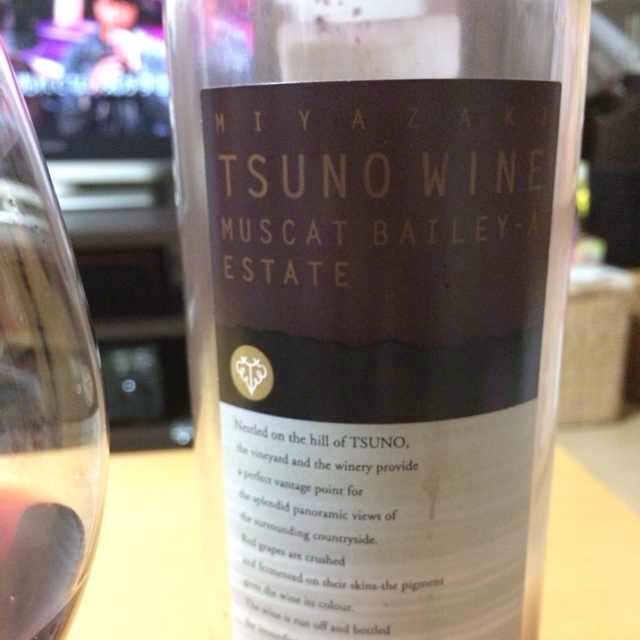 MIYAZAKI
TSUNO WINE
MUSCAT BAILEY-A
ESTATE
Nestled on the hill of TSUNO,
the vineyard and the winery provide
a perfect vantage point for
the splendid panoramic views of
the surrounding countryside.
Red grapes are crushed
and fermented on their skins-the pigment
gives the wine its colour.
The wine is run off and bottled